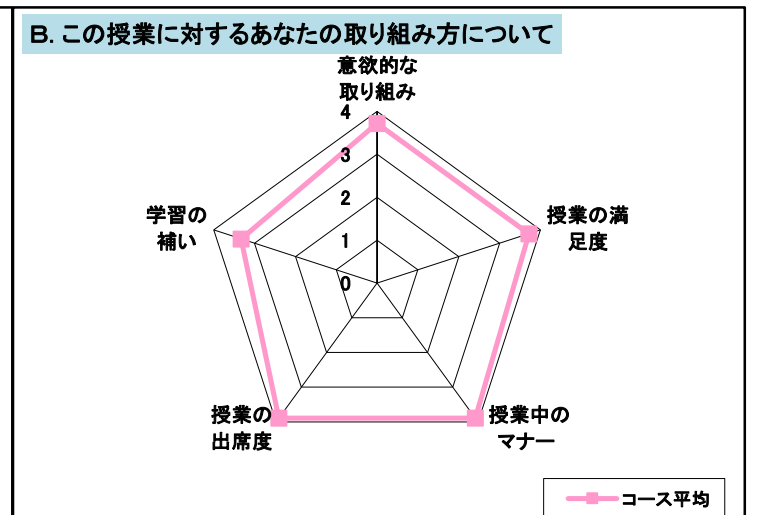 B. この授業に対するあなたの取り組み方について
意欲的な
取り組み
4
3
2
1
0
学習の
補い
授業の満
足度
授業の
出席度
授業中の
マナー
コース平均